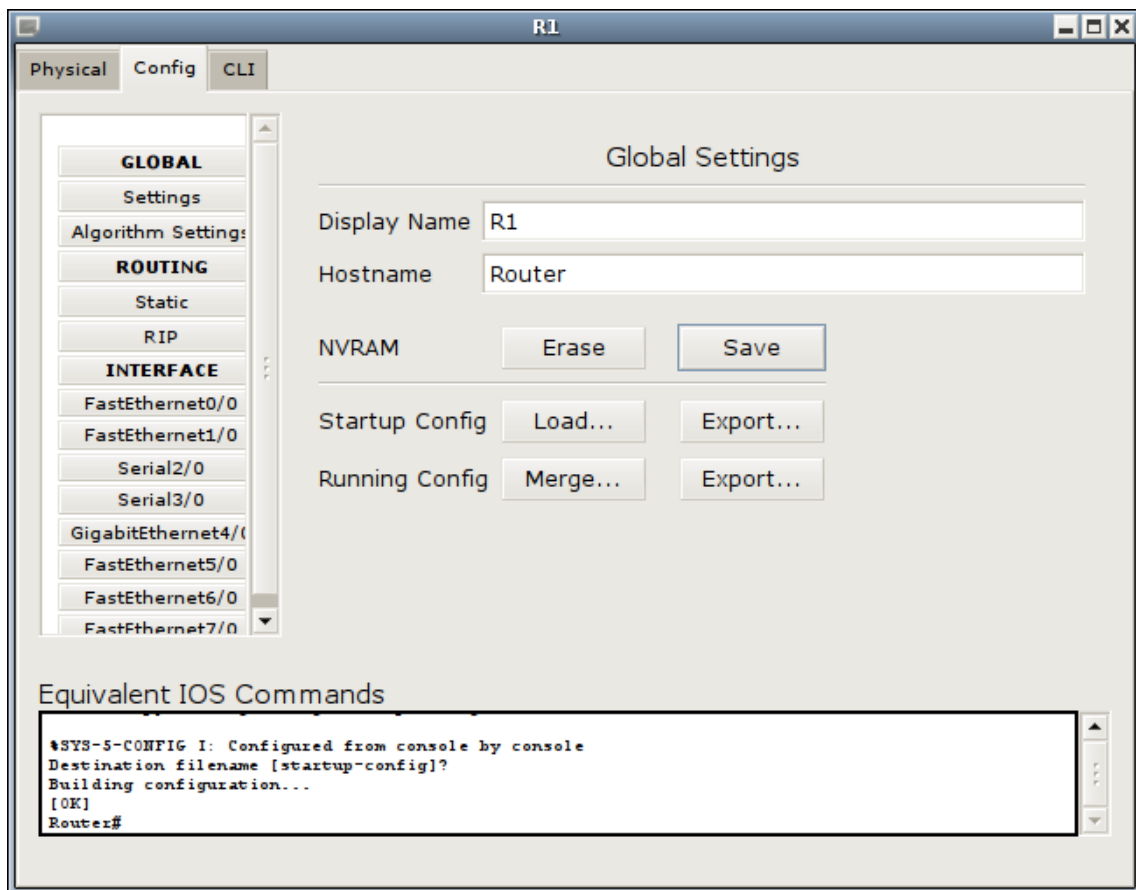 R1
Physical Config CLI
GLOBAL
Settings
Algorithm Settings
ROUTING
Static
RIP
INTERFACE
FastEthernet0/0
FastEthernet1/0
Serial2/0
Serial3/0
GigabitEthernet4/0
FastEthernet5/0
FastEthernet6/0
FastEthernet7/0
Global Settings
Display Name R1
Hostname Router
NVRAM Erase Save
Startup Config Load... Export...
Running Config Merge... Export...
Equivalent IOS Commands
%SYS-5-CONFIG_I: Configured from console by console
Destination filename [startup-config]?
Building configuration...
[OK]
Router#